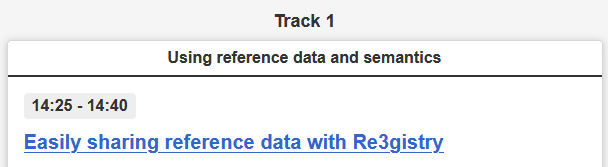 Track 1
Using reference data and semantics
14:25 - 14:40
Easily sharing reference data with Re3gistry